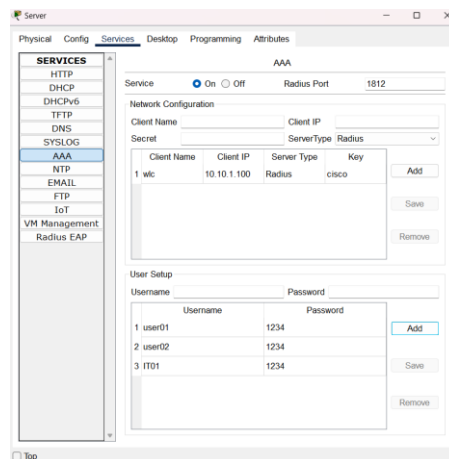 Server
Physical Config Services Desktop Programming Attributes
SERVICES
HTTP
DHCP
DHCPv6
TFTP
DNS
SYSLOG
AAA
NTP
EMAIL
FTP
IoT
VM Management
Radius EAP
AAA
Service On Off Radius Port 1812
Network Configuration
Client Name Client IP
Secret ServerType Radius
Client Name Client IP Server Type Key
1 wlc 10.10.1.100 Radius cisco
Add
Save
Remove
User Setup
Username Password
Username Password
1 user01 1234
2 user02 1234
3 IT01 1234
Add
Save
Remove
Top